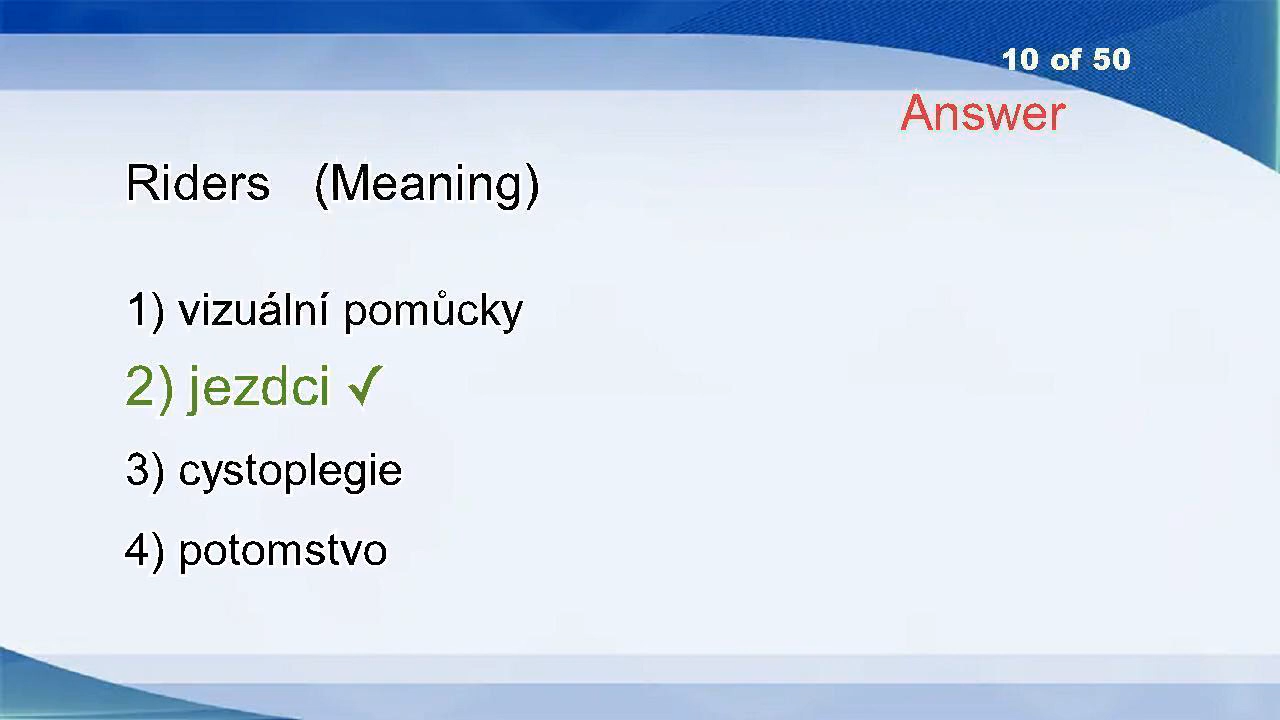 10 of 50
Answer
Riders (Meaning)
1) vizuální pomůcky
2) jezdci ✓
3) cystoplegie
4) potomstvo